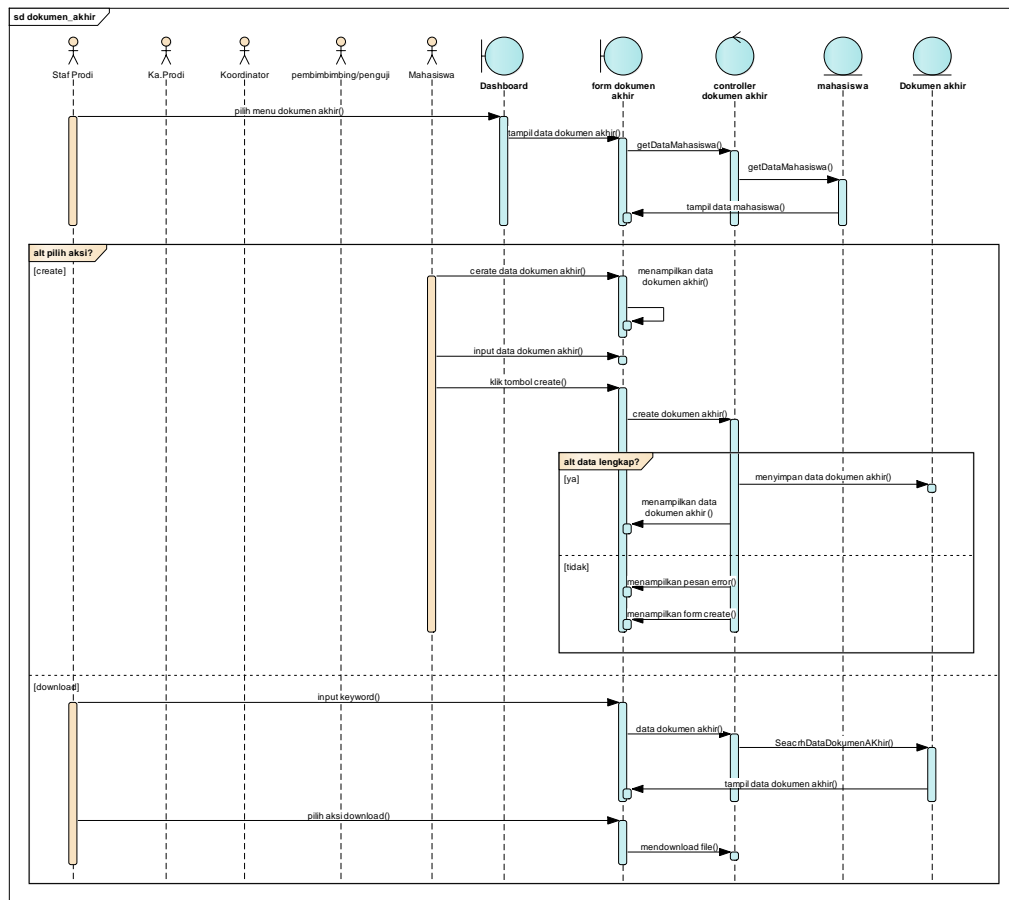 sd dokumen_akhir
Staf Prodi
Ka.Prodi
Koordinator
pembimbimbing/penguji
Mahasiswa
Dashboard
form dokumen
akhir
controller
dokumen akhir
mahasiswa
Dokumen akhir
pilih menu dokumen akhir()
tampil data dokumen akhir()
getDataMahasiswa()
getDataMahasiswa()
tampil data mahasiswa()
alt pilih aksi?
[create]
cerate data dokumen akhir()
menampilkan data
dokumen akhir()
input data dokumen akhir()
klik tombol create()
create dokumen akhir()
alt data lengkap?
[ya]
menyimpan data dokumen akhir()
menampilkan data
dokumen akhir ()
[tidak]
menampilkan pesan error()
menampilkan form create()
[download]
input keyword()
data dokumen akhir()
SeacrhDataDokumenAKhir()
tampil data dokumen akhir()
pilih aksi download()
mendownload file()